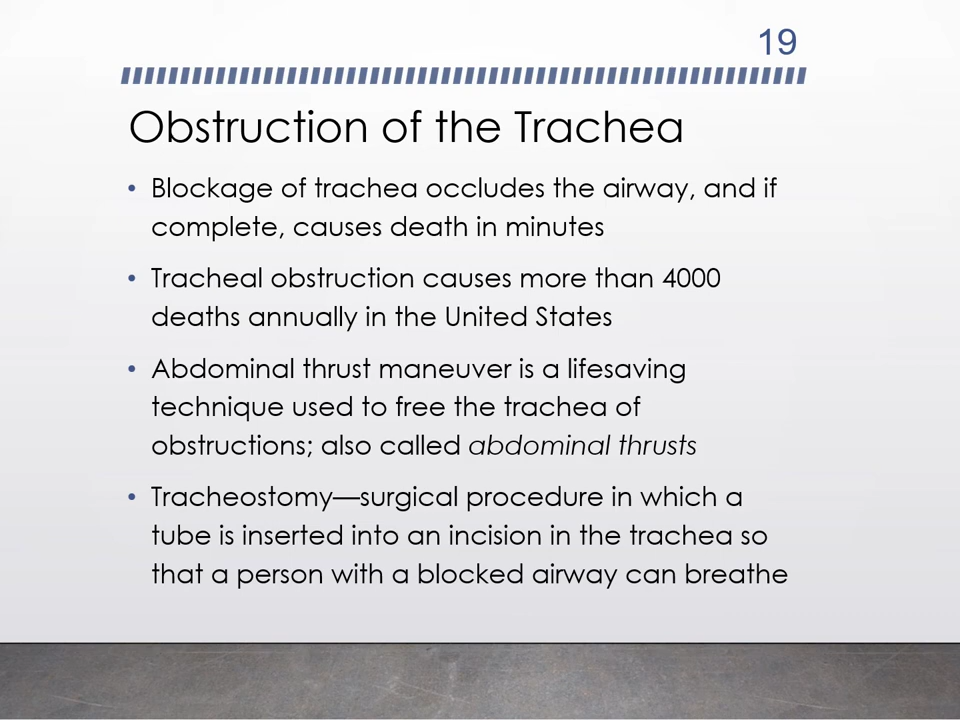 19
Obstruction of the Trachea
• Blockage of trachea occludes the airway, and if
complete, causes death in minutes
• Tracheal obstruction causes more than 4000
deaths annually in the United States
• Abdominal thrust maneuver is a lifesaving
technique used to free the trachea of
obstructions; also called abdominal thrusts
• Tracheostomy—surgical procedure in which a
tube is inserted into an incision in the trachea so
that a person with a blocked airway can breathe